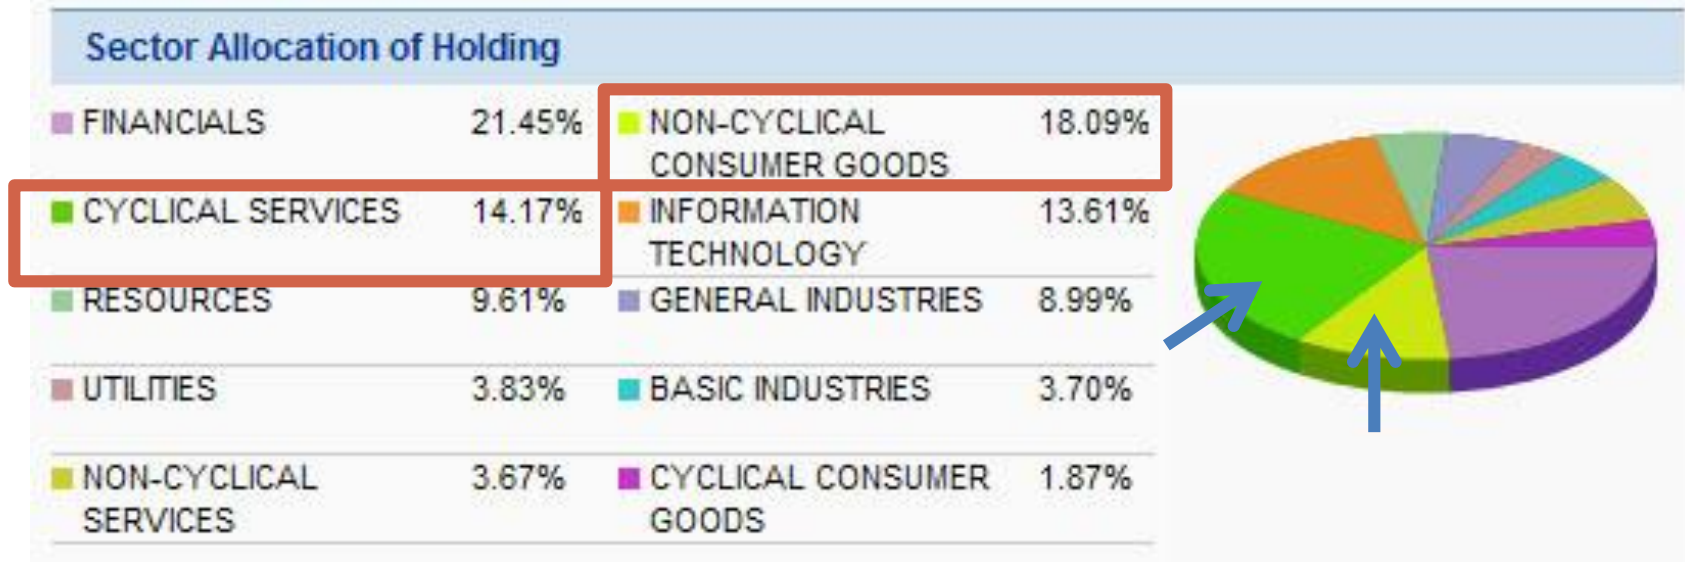 Sector Allocation of Holding
FINANCIALS 21.45% NON-CYCLICAL 18.09%
CONSUMER GOODS
CYCLICAL SERVICES 14.17% INFORMATION 13.61%
TECHNOLOGY
RESOURCES 9.61% GENERAL INDUSTRIES 8.99%
UTILITIES 3.83% BASIC INDUSTRIES 3.70%
NON-CYCLICAL 3.67% CYCLICAL CONSUMER 1.87%
SERVICES GOODS